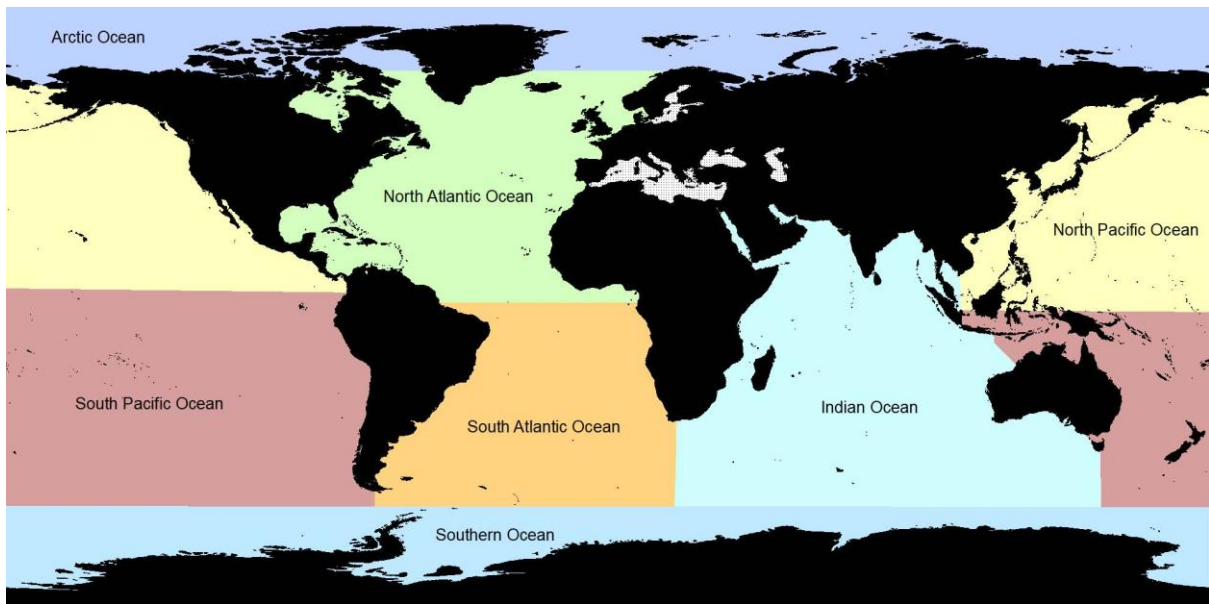 Arctic Ocean
North Atlantic Ocean
North Pacific Ocean
South Pacific Ocean
South Atlantic Ocean
Indian Ocean
Southern Ocean